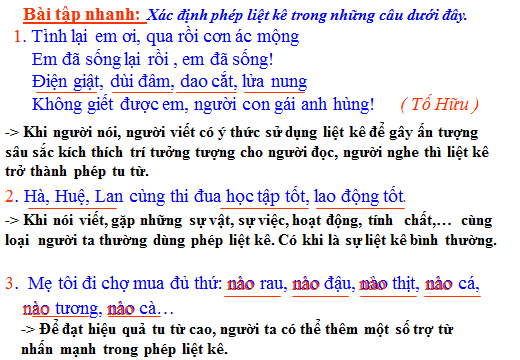 Bài tập nhanh: Xác định phép liệt kê trong những câu dưới đây.
1. Tỉnh lại em ơi, qua rồi cơn ác mộng
Em đã sống lại rồi , em đã sống!
Điện giật, dùi đâm, dao cắt, lửa nung
Không giết được em, người con gái anh hùng! ( Tố Hữu )
-> Khi người nói, người viết có ý thức sử dụng liệt kê để gây ấn tượng
sâu sắc kích thích trí tưởng tượng cho người đọc, người nghe thì liệt kê
trở thành phép tu từ.
2. Hà, Huệ, Lan cùng thi đua học tập tốt, lao động tốt.
-> Khi nói viết, gặp những sự vật, sự việc, hoạt động, tính chất,... cùng
loại người ta thường dùng phép liệt kê. Có khi là sự liệt kê bình thường.
3. Mẹ tôi đi chợ mua đủ thứ: nào rau, nào đậu, nào thịt, nào cá,
nào tương, nào cà...
-> Để đạt hiệu quả tu từ cao, người ta có thể thêm một số trợ từ
nhấn mạnh trong phép liệt kê.